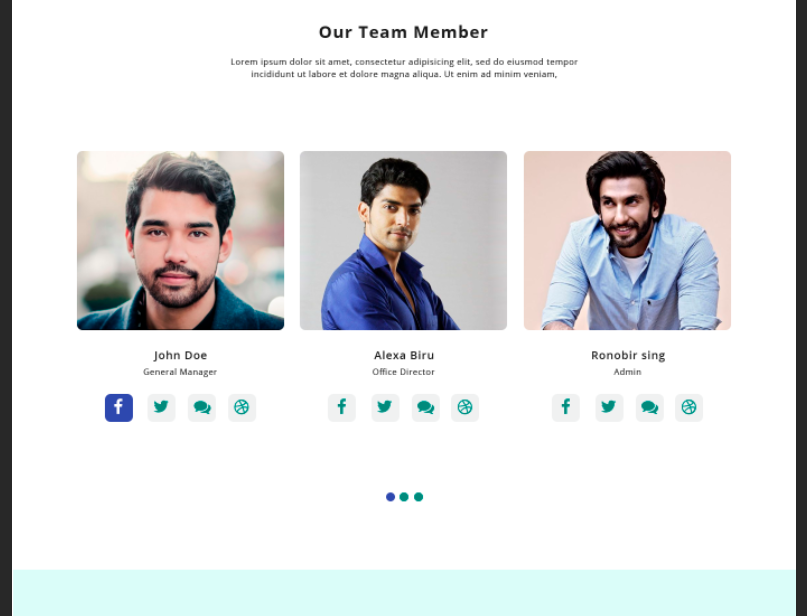 Our Team Member
Lorem ipsum dolor sit amet, consectetur adipisicing elit, sed do eiusmod tempor
incididunt ut labore et dolore magna aliqua. Ut enim ad minim veniam,
John Doe
General Manager
Alexa Biru
Office Director
Ronobir sing
Admin